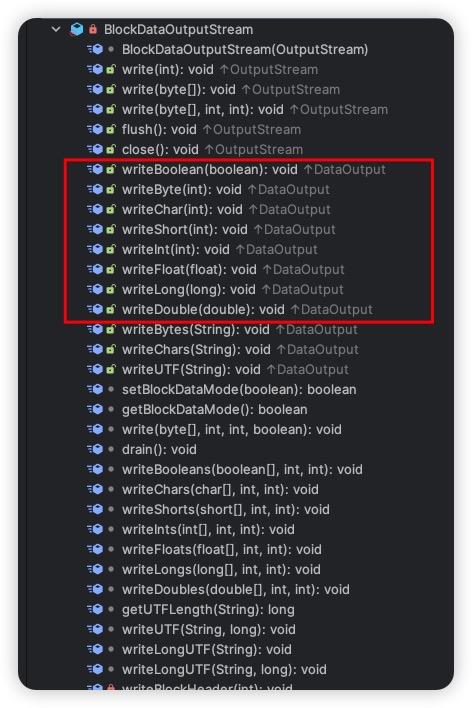 BlockDataOutputStream
BlockDataOutputStream(OutputStream)
write(int): void ↑OutputStream
write(byte[]): void ↑OutputStream
write(byte[], int, int): void ↑OutputStream
flush(): void ↑OutputStream
close(): void ↑OutputStream
writeBoolean(boolean): void ↑DataOutput
writeByte(int): void ↑DataOutput
writeChar(int): void ↑DataOutput
writeShort(int): void ↑DataOutput
writeInt(int): void ↑DataOutput
writeFloat(float): void ↑DataOutput
writeLong(long): void ↑DataOutput
writeDouble(double): void ↑DataOutput
writeBytes(String): void ↑DataOutput
writeChars(String): void ↑DataOutput
writeUTF(String): void ↑DataOutput
setBlockDataMode(boolean): boolean
getBlockDataMode(): boolean
write(byte[], int, int, boolean): void
drain(): void
writeBooleans(boolean[], int, int): void
writeChars(char[], int, int): void
writeShorts(short[], int, int): void
writeInts(int[], int, int): void
writeFloats(float[], int, int): void
writeLongs(long[], int, int): void
writeDoubles(double[], int, int): void
getUTFLength(String): long
writeUTF(String, long): void
writeLongUTF(String): void
writeLongUTF(String, long): void
writeBlockHeader(int): void